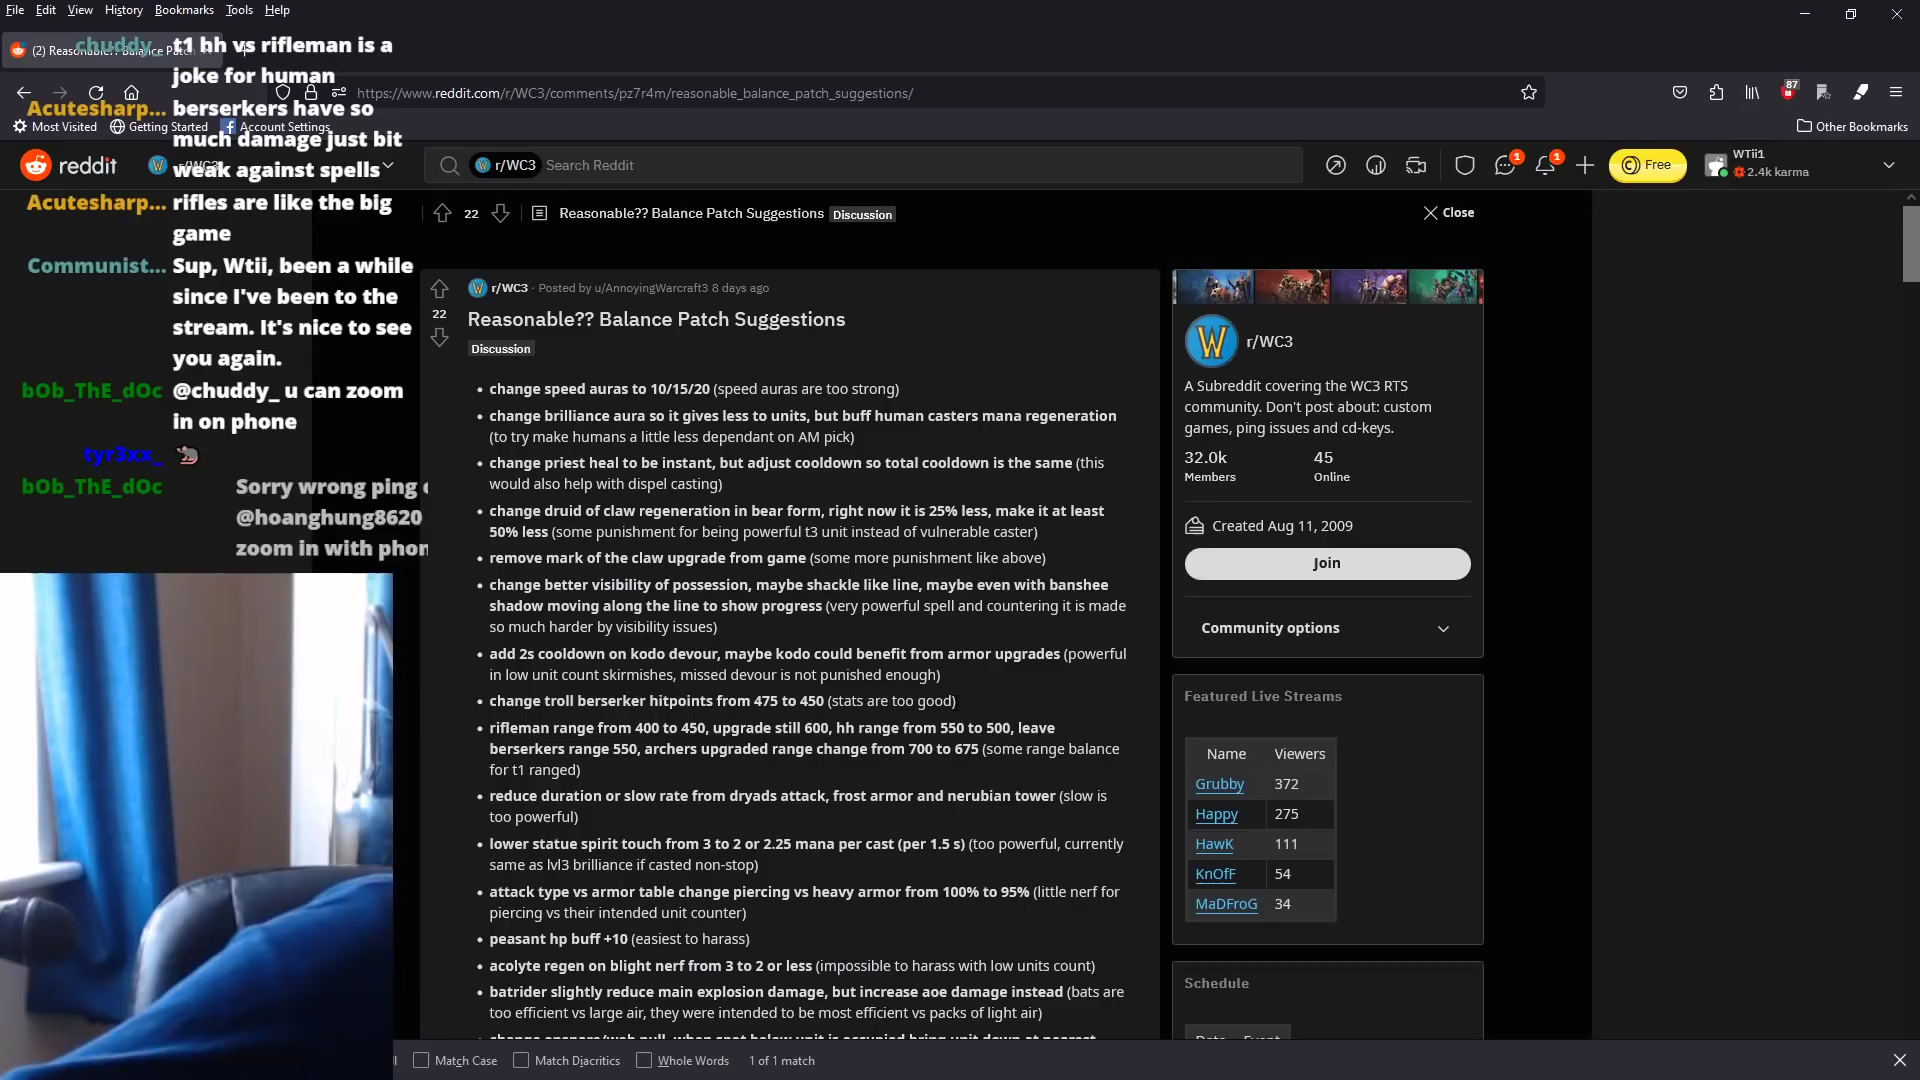 File Edit View History Bookmarks Tools Help
(2) Reasonable?? Balance Patch
chuddy_ t1 hh vs rifleman is a
joke for human
https://www.reddit.com/r/WC3/comments/pz7r4m/reasonable_balance_patch_suggestions/
87
Acutesharp... berserkers have so
much damage just bit
weak against spells
Most Visited Getting Started Account Settings
Other Bookmarks
reddit r/WC3
r/WC3 Search Reddit
1 1
Free
WTii1
2.4k karma
Acutesharp... rifles are like the big
game
Communist... Sup, Wtii, been a while
since I've been to the
stream. It's nice to see
you again.
bOb_ThE_dOc @chuddy_ u can zoom
in on phone
tyr3xx_
bOb_ThE_dOc Sorry wrong ping
@hoanghung8620
zoom in with phon
22 Reasonable?? Balance Patch Suggestions Discussion
Close
r/WC3 · Posted by u/AnnoyingWarcraft3 8 days ago
22
Reasonable?? Balance Patch Suggestions
Discussion
• change speed auras to 10/15/20 (speed auras are too strong)
• change brilliance aura so it gives less to units, but buff human casters mana regeneration
(to try make humans a little less dependant on AM pick)
• change priest heal to be instant, but adjust cooldown so total cooldown is the same (this
would also help with dispel casting)
• change druid of claw regeneration in bear form, right now it is 25% less, make it at least
50% less (some punishment for being powerful t3 unit instead of vulnerable caster)
• remove mark of the claw upgrade from game (some more punishment like above)
• change better visibility of possession, maybe shackle like line, maybe even with banshee
shadow moving along the line to show progress (very powerful spell and countering it is made
so much harder by visibility issues)
• add 2s cooldown on kodo devour, maybe kodo could benefit from armor upgrades (powerful
in low unit count skirmishes, missed devour is not punished enough)
• change troll berserker hitpoints from 475 to 450 (stats are too good)
• rifleman range from 400 to 450, upgrade still 600, hh range from 550 to 500, leave
berserkers range 550, archers upgraded range change from 700 to 675 (some range balance
for t1 ranged)
• reduce duration or slow rate from dryads attack, frost armor and nerubian tower (slow is
too powerful)
• lower statue spirit touch from 3 to 2 or 2.25 mana per cast (per 1.5 s) (too powerful, currently
same as lvl3 brilliance if casted non-stop)
• attack type vs armor table change piercing vs heavy armor from 100% to 95% (little nerf for
piercing vs their intended unit counter)
• peasant hp buff +10 (easiest to harass)
• acolyte regen on blight nerf from 3 to 2 or less (impossible to harass with low units count)
• batrider slightly reduce main explosion damage, but increase aoe damage instead (bats are
too efficient vs large air, they were intended to be most efficient vs packs of light air)
r/WC3
A Subreddit covering the WC3 RTS
community. Don't post about: custom
games, ping issues and cd-keys.
32.0k 45
Members Online
Created Aug 11, 2009
Join
Community options
Featured Live Streams
Name Viewers
Grubby 372
Happy 275
HawK 111
KnOfF 54
MaDFroG 34
Schedule
Match Case Match Diacritics Whole Words 1 of 1 match